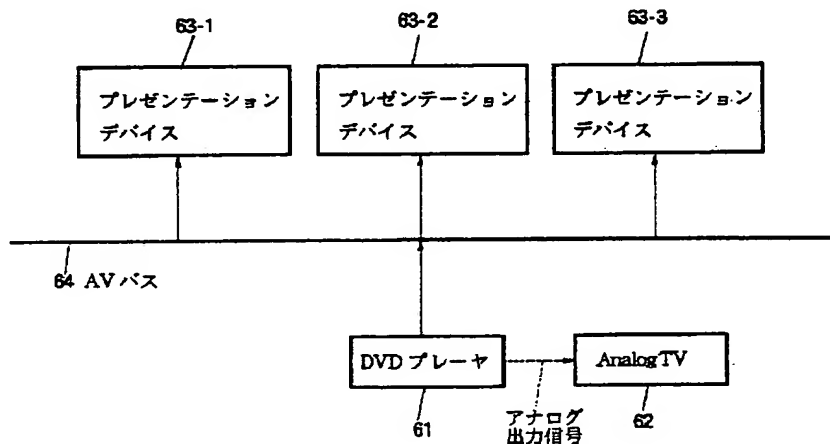 63-1
63-2
63-3
プレゼンテーション
デバイス
プレゼンテーション
デバイス
プレゼンテーション
デバイス
64 AVバス
DVDプレーヤ
Analog TV
61
アナログ
出力信号
62